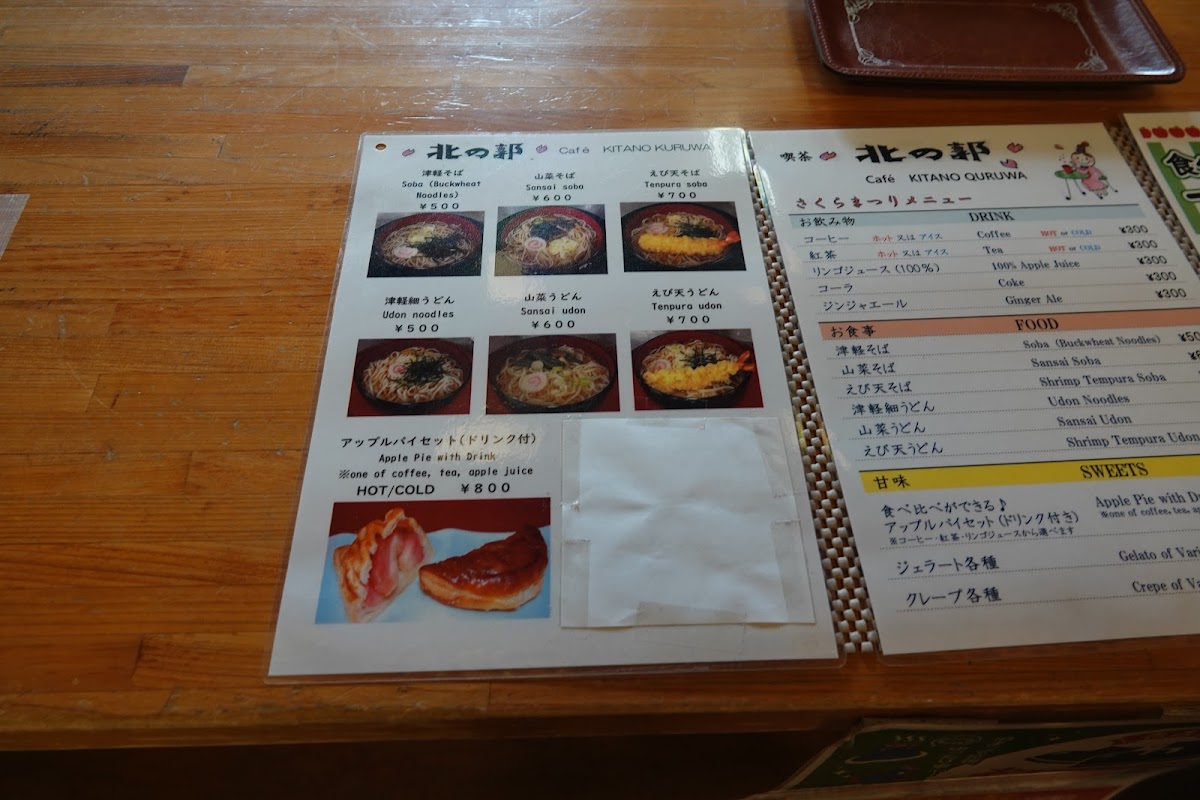 北の郭 Café KITANO KURUWA
津軽そば
Soba (Buckwheat
Noodles)
¥500
山菜そば
Sansai soba
¥600
えび天そば
Tenpura soba
¥700
津軽細うどん
Udon noodles
¥500
山菜うどん
Sansai udon
¥600
えび天うどん
Tenpura udon
¥700
アップルパイセット(ドリンク付)
Apple Pie with Drink
※one of coffee, tea, apple juice
HOT/COLD ¥800
喫茶 北の郭
Café KITANO QURUWA
さくらまつりメニュー
お飲み物 DRINK
コーヒー ホット又はアイス Coffee HOT or COLD ¥300
紅茶 ホット又はアイス Tea HOT or COLD ¥300
リンゴジュース(100%) 100% Apple Juice ¥300
コーラ Coke ¥300
ジンジャエール Ginger Ale ¥300
お食事 FOOD
津軽そば Soba (Buckwheat Noodles)
山菜そば Sansai Soba
えび天そば Shrimp Tempura Soba
津軽細うどん Udon Noodles
山菜うどん Sansai Udon
えび天うどん Shrimp Tempura Udon
甘味 SWEETS
食べ比べができる♪
アップルパイセット(ドリンク付き) Apple Pie with
※コーヒー・紅茶・リンゴジュースから選べます ※one of coffee, tea,
ジェラート各種 Gelato of
クレープ各種 Crepe of
食